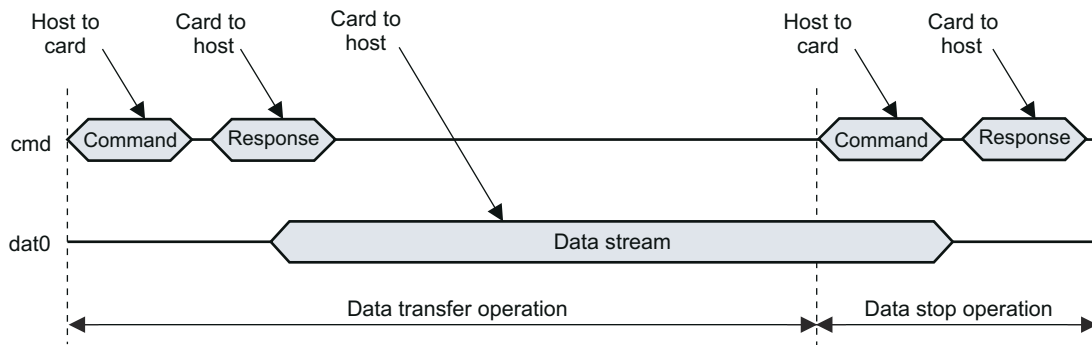 Host to
card
Card to
host
Card to
host
Host to
card
Card to
host
cmd
Command
Response
Command
Response
dat0
Data stream
Data transfer operation
Data stop operation